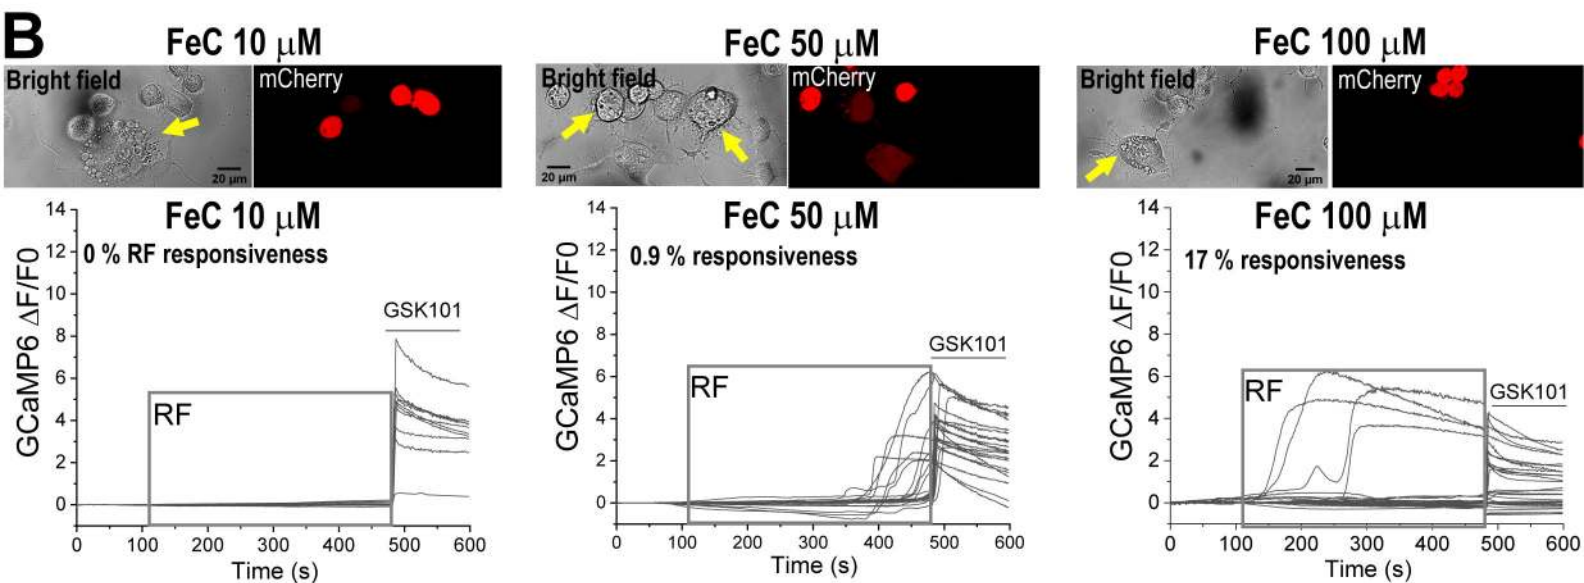 B
FeC 10 μM
Bright field
mCherry
20 μm
FeC 50 μM
Bright field
mCherry
20 μm
FeC 100 μM
Bright field
mCherry
20 μm
FeC 10 μM
0 % RF responsiveness
GCaMP6 ΔF/F0
14
12
10
8
6
4
2
0
RF
GSK101
0 100 200 300 400 500 600
Time (s)
FeC 50 μM
0.9 % responsiveness
GCaMP6 ΔF/F0
14
12
10
8
6
4
2
0
RF
GSK101
0 100 200 300 400 500 600
Time (s)
FeC 100 μM
17 % responsiveness
GCaMP6 ΔF/F0
14
12
10
8
6
4
2
0
RF
GSK101
0 100 200 300 400 500 600
Time (s)